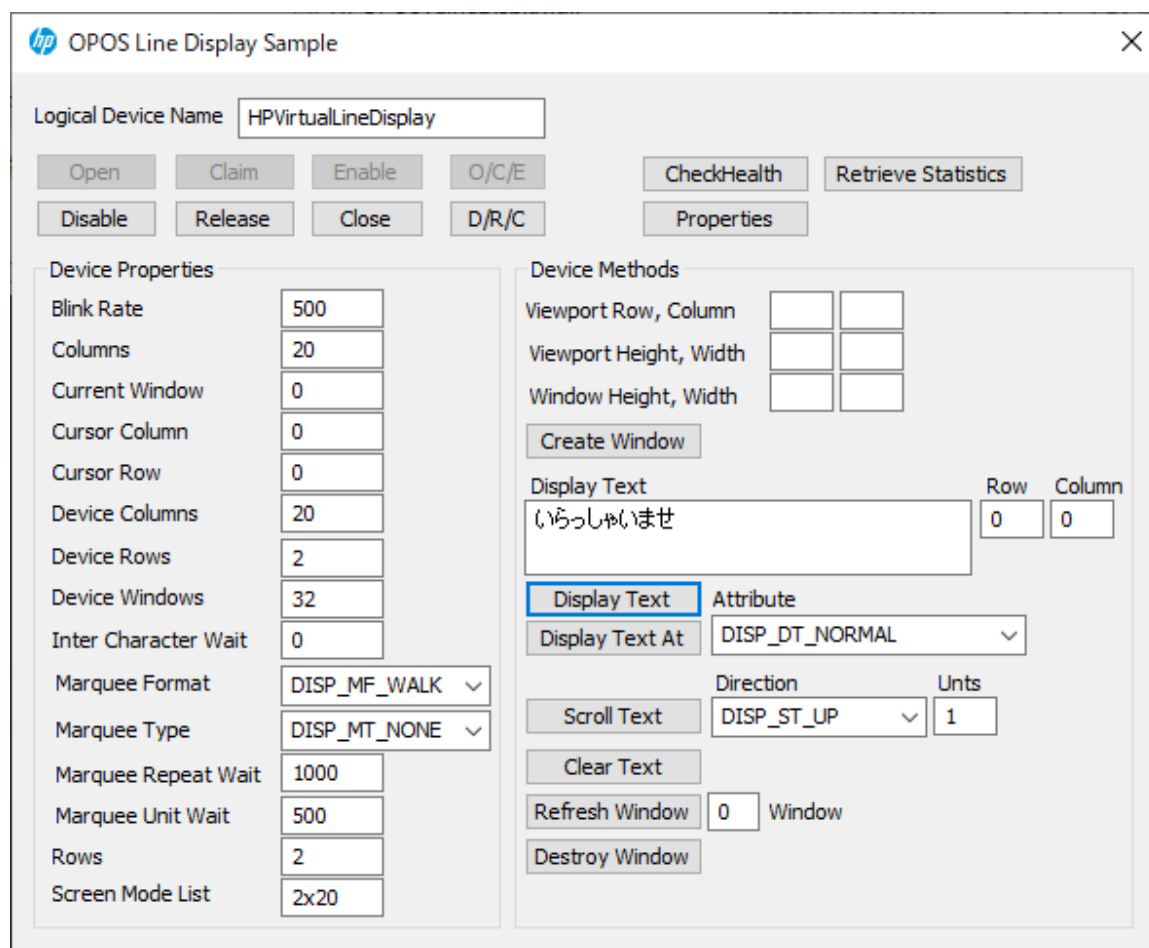 hp OPOS Line Display Sample
Logical Device Name HPVirtualLineDisplay
Open Claim Enable O/C/E CheckHealth Retrieve Statistics
Disable Release Close D/R/C Properties
Device Properties
Blink Rate 500
Columns 20
Current Window 0
Cursor Column 0
Cursor Row 0
Device Columns 20
Device Rows 2
Device Windows 32
Inter Character Wait 0
Marquee Format DISP_MF_WALK
Marquee Type DISP_MT_NONE
Marquee Repeat Wait 1000
Marquee Unit Wait 500
Rows 2
Screen Mode List 2x20
Device Methods
Viewport Row, Column
Viewport Height, Width
Window Height, Width
Create Window
Display Text Row Column
いらっしゃいませ 0 0
Display Text Attribute
Display Text At DISP_DT_NORMAL
Direction Unts
Scroll Text DISP_ST_UP 1
Clear Text
Refresh Window 0 Window
Destroy Window